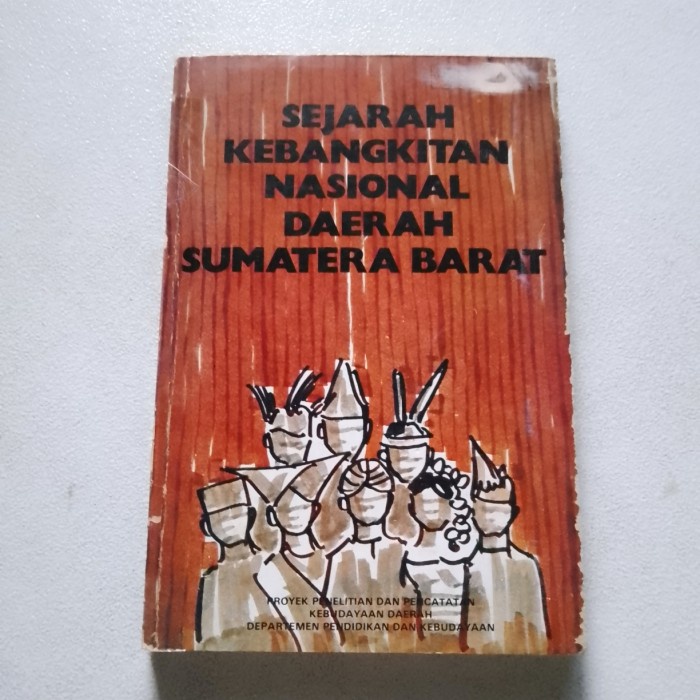 SEJARAH
KEBANGKITAN
NASIONAL
DAERAH
SUMATERA BARAT
PROYEK PENELITIAN DAN PENCATATAN
KEBUDAYAAN DAERAH
DEPARTEMEN PENDIDIKAN DAN KEBUDAYAAN